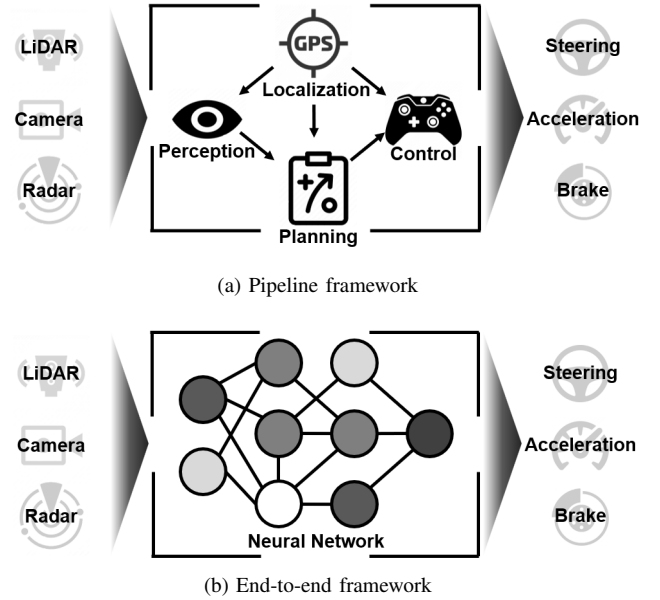 LiDAR
Camera
Radar
GPS
Localization
Perception
Control
Planning
Steering
Acceleration
Brake
(a) Pipeline framework
LiDAR
Camera
Radar
Neural Network
Steering
Acceleration
Brake
(b) End-to-end framework